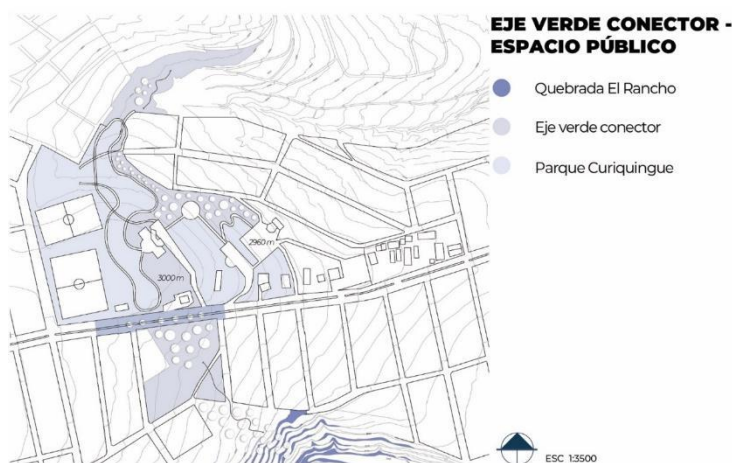 EJE VERDE CONECTOR -
ESPACIO PÚBLICO
Quebrada El Rancho
Eje verde conector
Parque Curiquingue
2960 m
3000 m
ESC 1:3500